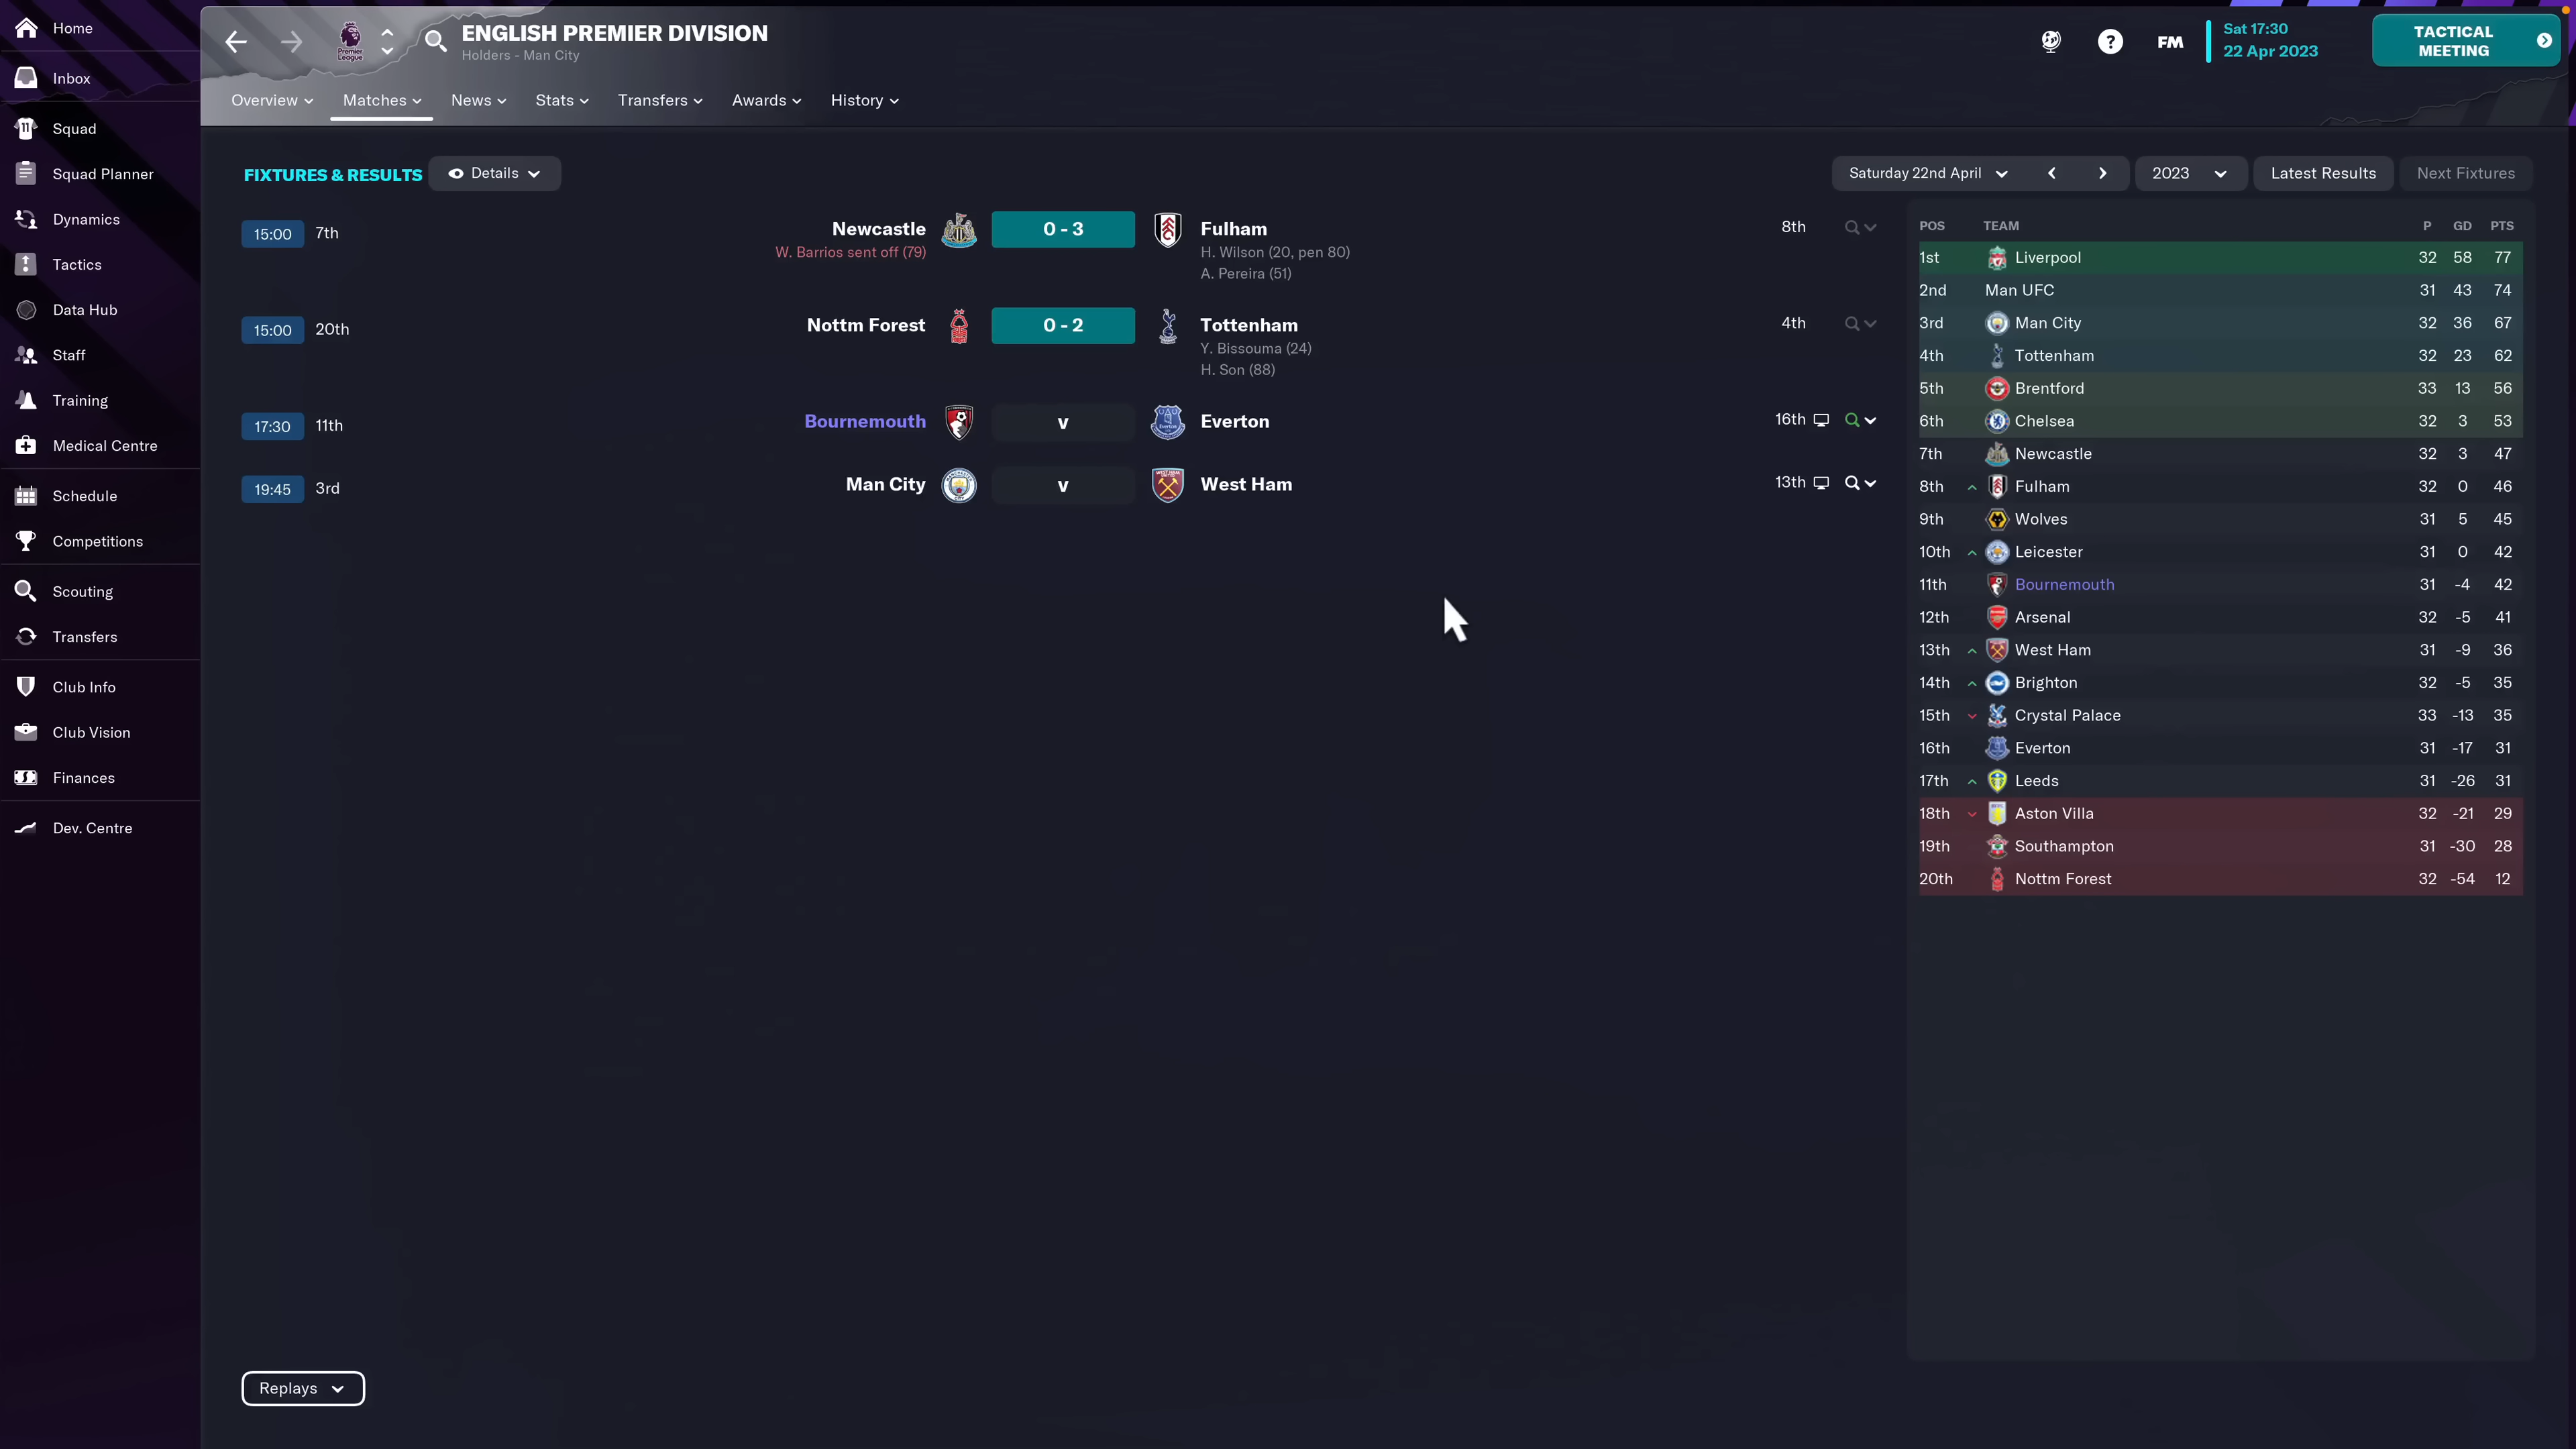 Home
Inbox
Squad
Squad Planner
Dynamics
Tactics
Data Hub
Staff
Training
Medical Centre
Schedule
Competitions
Scouting
Transfers
Club Info
Club Vision
Finances
Dev. Centre
ENGLISH PREMIER DIVISION
Holders - Man City
Premier League
FM
Sat 17:30
22 Apr 2023
TACTICAL
MEETING
Overview Matches News Stats Transfers Awards History
FIXTURES & RESULTS Details
Saturday 22nd April 2023 Latest Results Next Fixtures
15:00 7th Newcastle 0 - 3 Fulham 8th
W. Barrios sent off (79) H. Wilson (20, pen 80)
A. Pereira (51)
15:00 20th Nottm Forest 0 - 2 Tottenham 4th
Y. Bissouma (24)
H. Son (88)
17:30 11th Bournemouth v Everton 16th
19:45 3rd Man City v West Ham 13th
POS TEAM P GD PTS
1st Liverpool 32 58 77
2nd Man UFC 31 43 74
3rd Man City 32 36 67
4th Tottenham 32 23 62
5th Brentford 33 13 56
6th Chelsea 32 3 53
7th Newcastle 32 3 47
8th Fulham 32 0 46
9th Wolves 31 5 45
10th Leicester 31 0 42
11th Bournemouth 31 -4 42
12th Arsenal 32 -5 41
13th West Ham 31 -9 36
14th Brighton 32 -5 35
15th Crystal Palace 33 -13 35
16th Everton 31 -17 31
17th Leeds 31 -26 31
18th Aston Villa 32 -21 29
19th Southampton 31 -30 28
20th Nottm Forest 32 -54 12
Replays